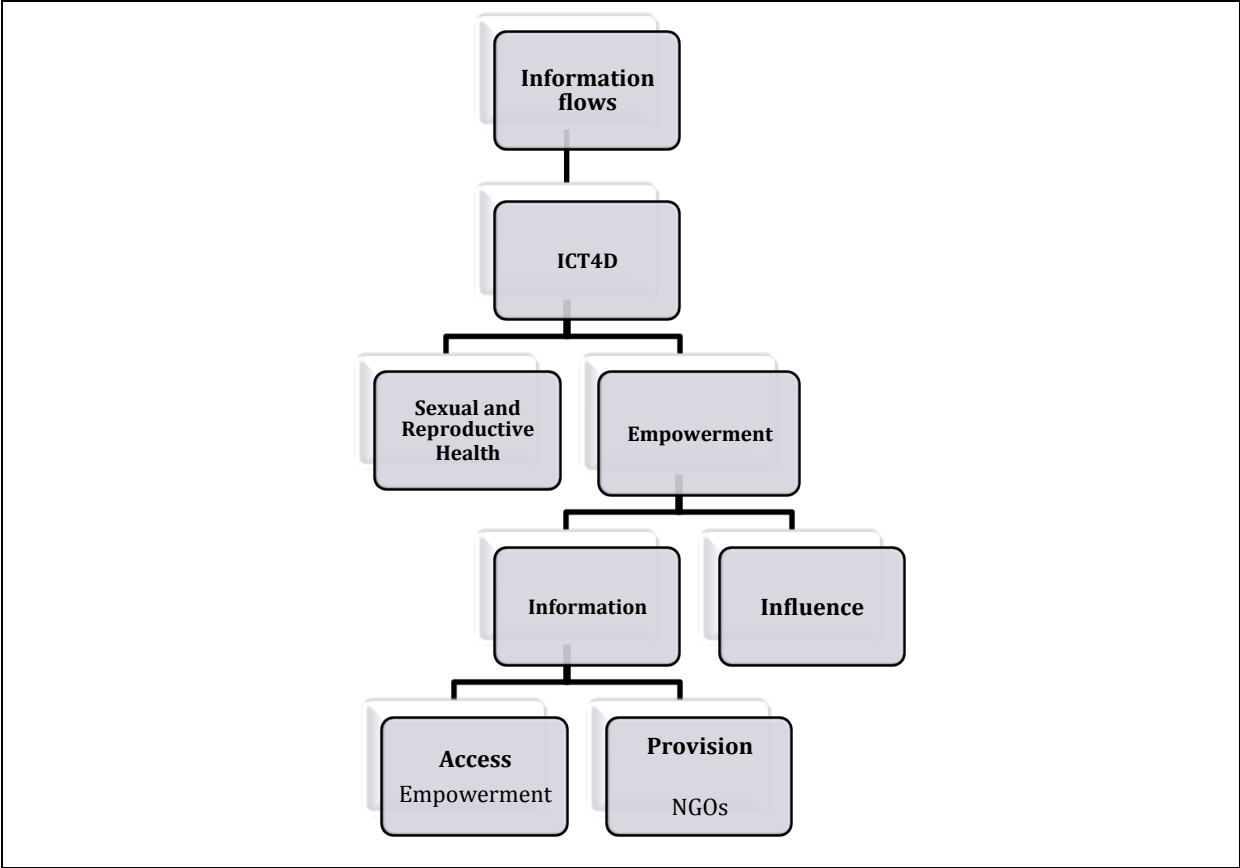 Information
flows
ICT4D
Sexual and
Reproductive
Health
Empowerment
Information
Influence
Access
Empowerment
Provision
NGOs